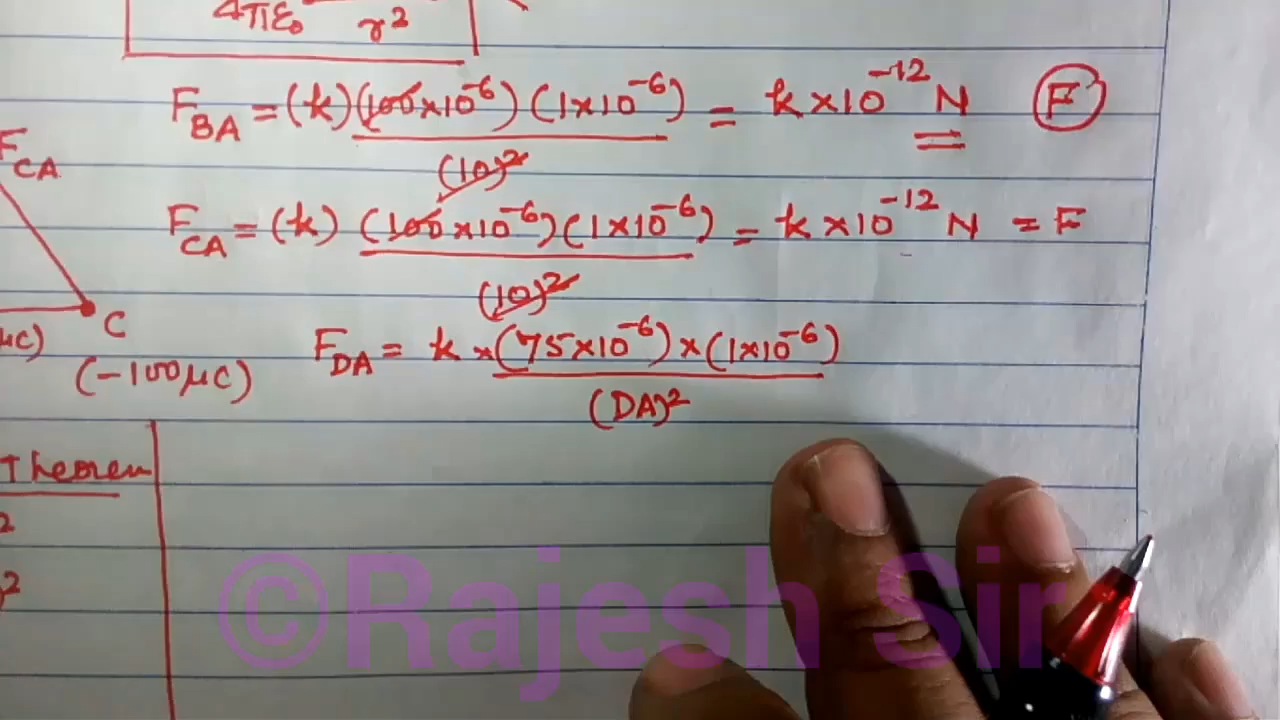 4πε₀ r²
F_BA = (k) (100×10⁻⁶) (1×10⁻⁶) / (10)² = k×10⁻¹² N F
F_CA
F_CA = (k) (100×10⁻⁶) (1×10⁻⁶) / (10)² = k×10⁻¹² N = F
C
μC)
(-100μC)
F_DA = k × (75×10⁻⁶) × (1×10⁻⁶) / (DA)²
Theorem
2
)²
©Rajesh Sir